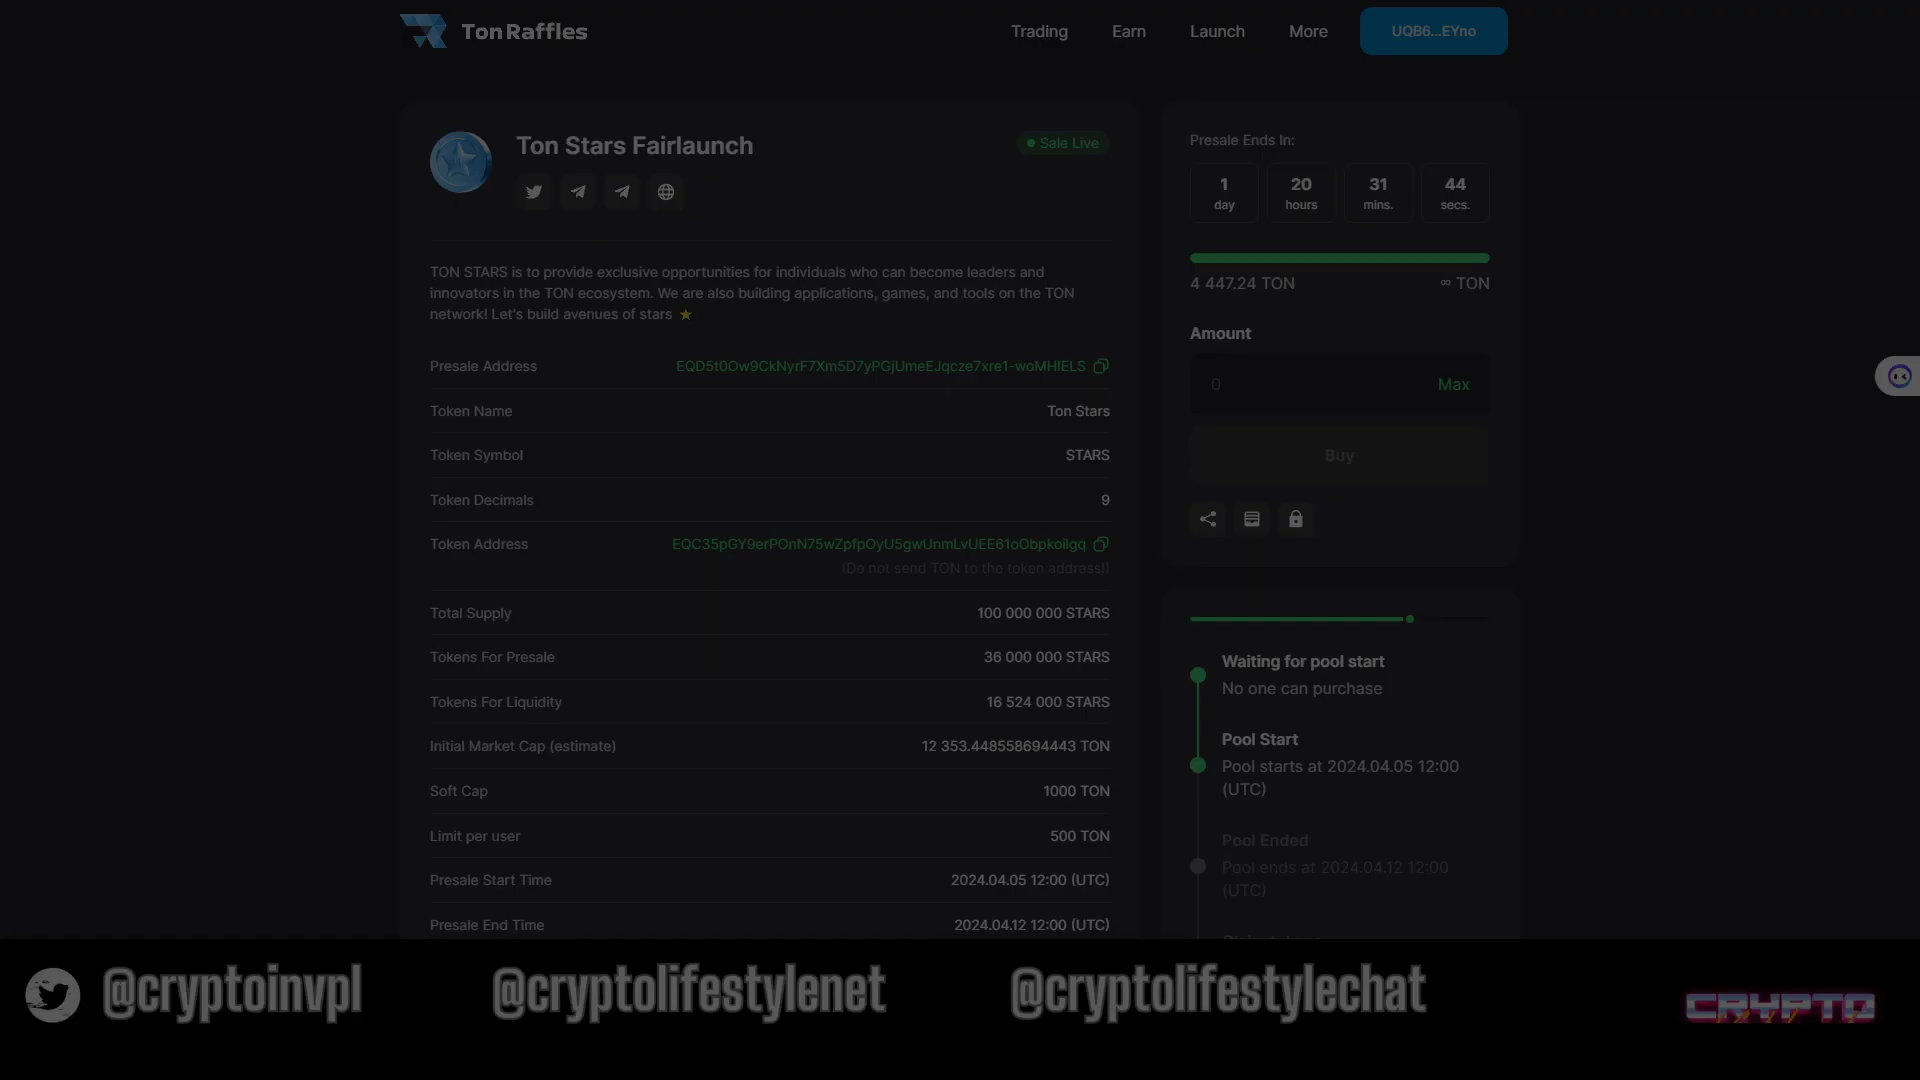 Ton Raffles
Trading
Earn
Launch
More
UQB6...EYno
Ton Stars Fairlaunch
Sale Live
TON STARS is to provide exclusive opportunities for individuals who can become leaders and
innovators in the TON ecosystem. We are also building applications, games, and tools on the TON
network! Let's build avenues of stars ★
Presale Address EQD5t0Ow9CkNyrF7Xm5D7yPGjUmeEJqcze7xre1-woMHIELS
Token Name Ton Stars
Token Symbol STARS
Token Decimals 9
Token Address EQC35pGY9erPOnN75wZpfpOyU5gwUnmLvUEE61oObpkoiIgq
(Do not send TON to the token address!)
Total Supply 100 000 000 STARS
Tokens For Presale 36 000 000 STARS
Tokens For Liquidity 16 524 000 STARS
Initial Market Cap (estimate) 12 353.448558694443 TON
Soft Cap 1000 TON
Limit per user 500 TON
Presale Start Time 2024.04.05 12:00 (UTC)
Presale End Time 2024.04.12 12:00 (UTC)
Presale Ends In:
1 20 31 44
day hours mins. secs.
4 447.24 TON ∞ TON
Amount
0 Max
Buy
Waiting for pool start
No one can purchase
Pool Start
Pool starts at 2024.04.05 12:00
(UTC)
Pool Ended
Pool ends at 2024.04.12 12:00
(UTC)
@cryptoinvpl
@cryptolifestylenet
@cryptolifestylechat
CRYPTO